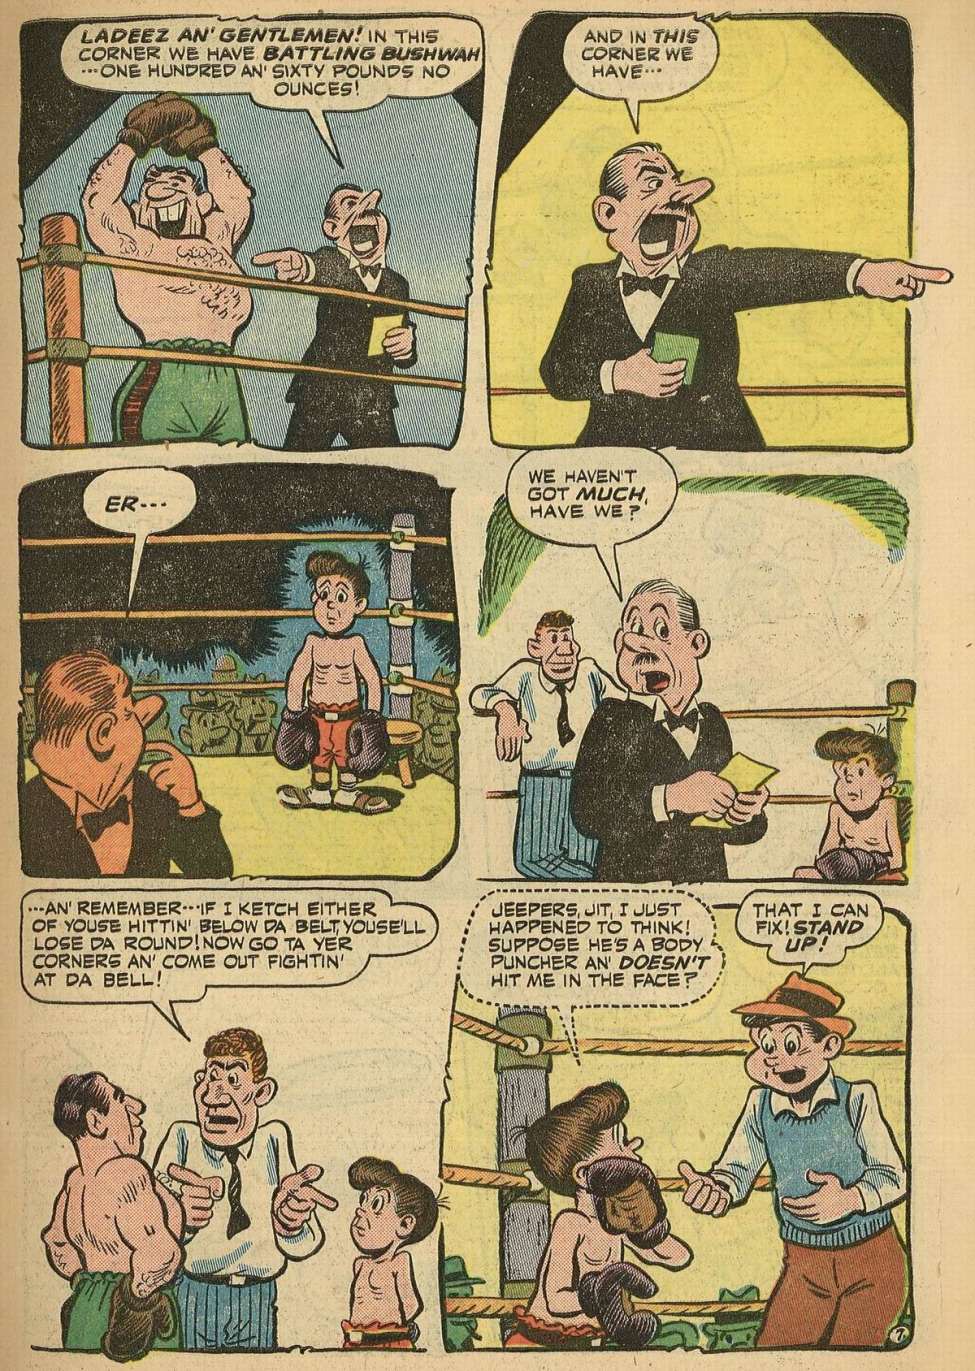 LADEEZ AN' GENTLEMEN! IN THIS
CORNER WE HAVE BATTLING BUSHWAH
---ONE HUNDRED AN' SIXTY POUNDS NO
OUNCES!
AND IN THIS
CORNER WE
HAVE---
ER---
WE HAVEN'T
GOT MUCH,
HAVE WE?
---AN' REMEMBER---IF I KETCH EITHER
OF YOUSE HITTIN' BELOW DA BELT, YOUSE'LL
LOSE DA ROUND! NOW GO TA YER
CORNERS AN' COME OUT FIGHTIN'
AT DA BELL!
JEEPERS, JIT, I JUST
HAPPENED TO THINK!
SUPPOSE HE'S A BODY
PUNCHER AN' DOESN'T
HIT ME IN THE FACE?
THAT I CAN
FIX! STAND
UP!
7